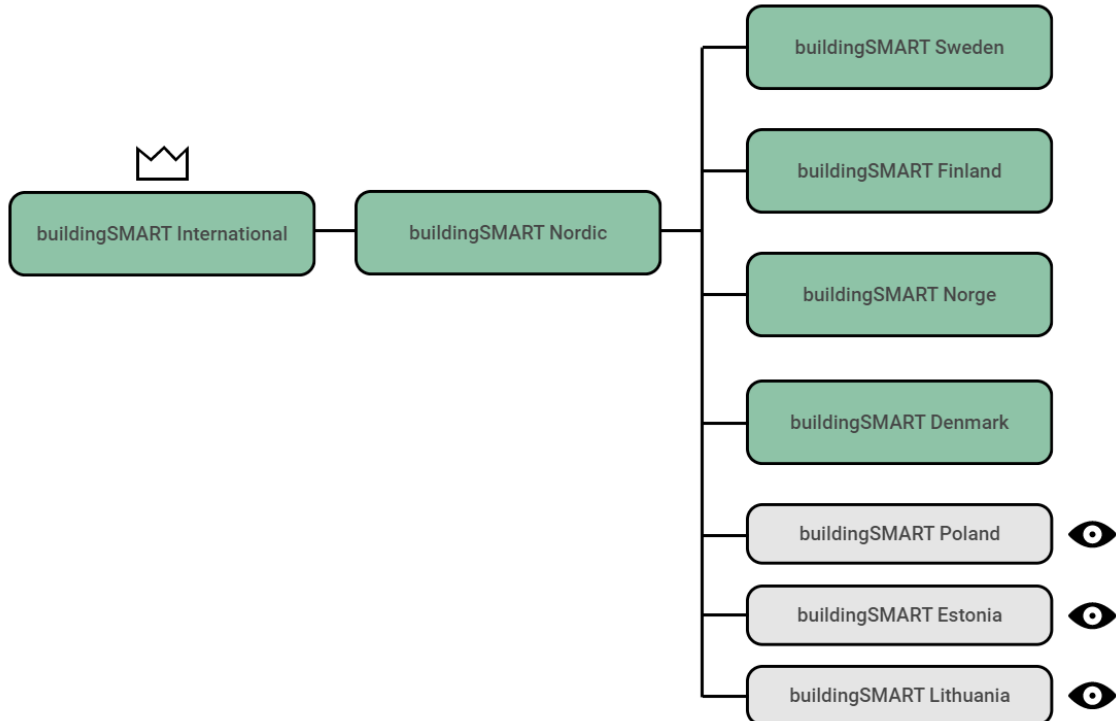 buildingSMART International
buildingSMART Nordic
buildingSMART Sweden
buildingSMART Finland
buildingSMART Norge
buildingSMART Denmark
buildingSMART Poland
buildingSMART Estonia
buildingSMART Lithuania